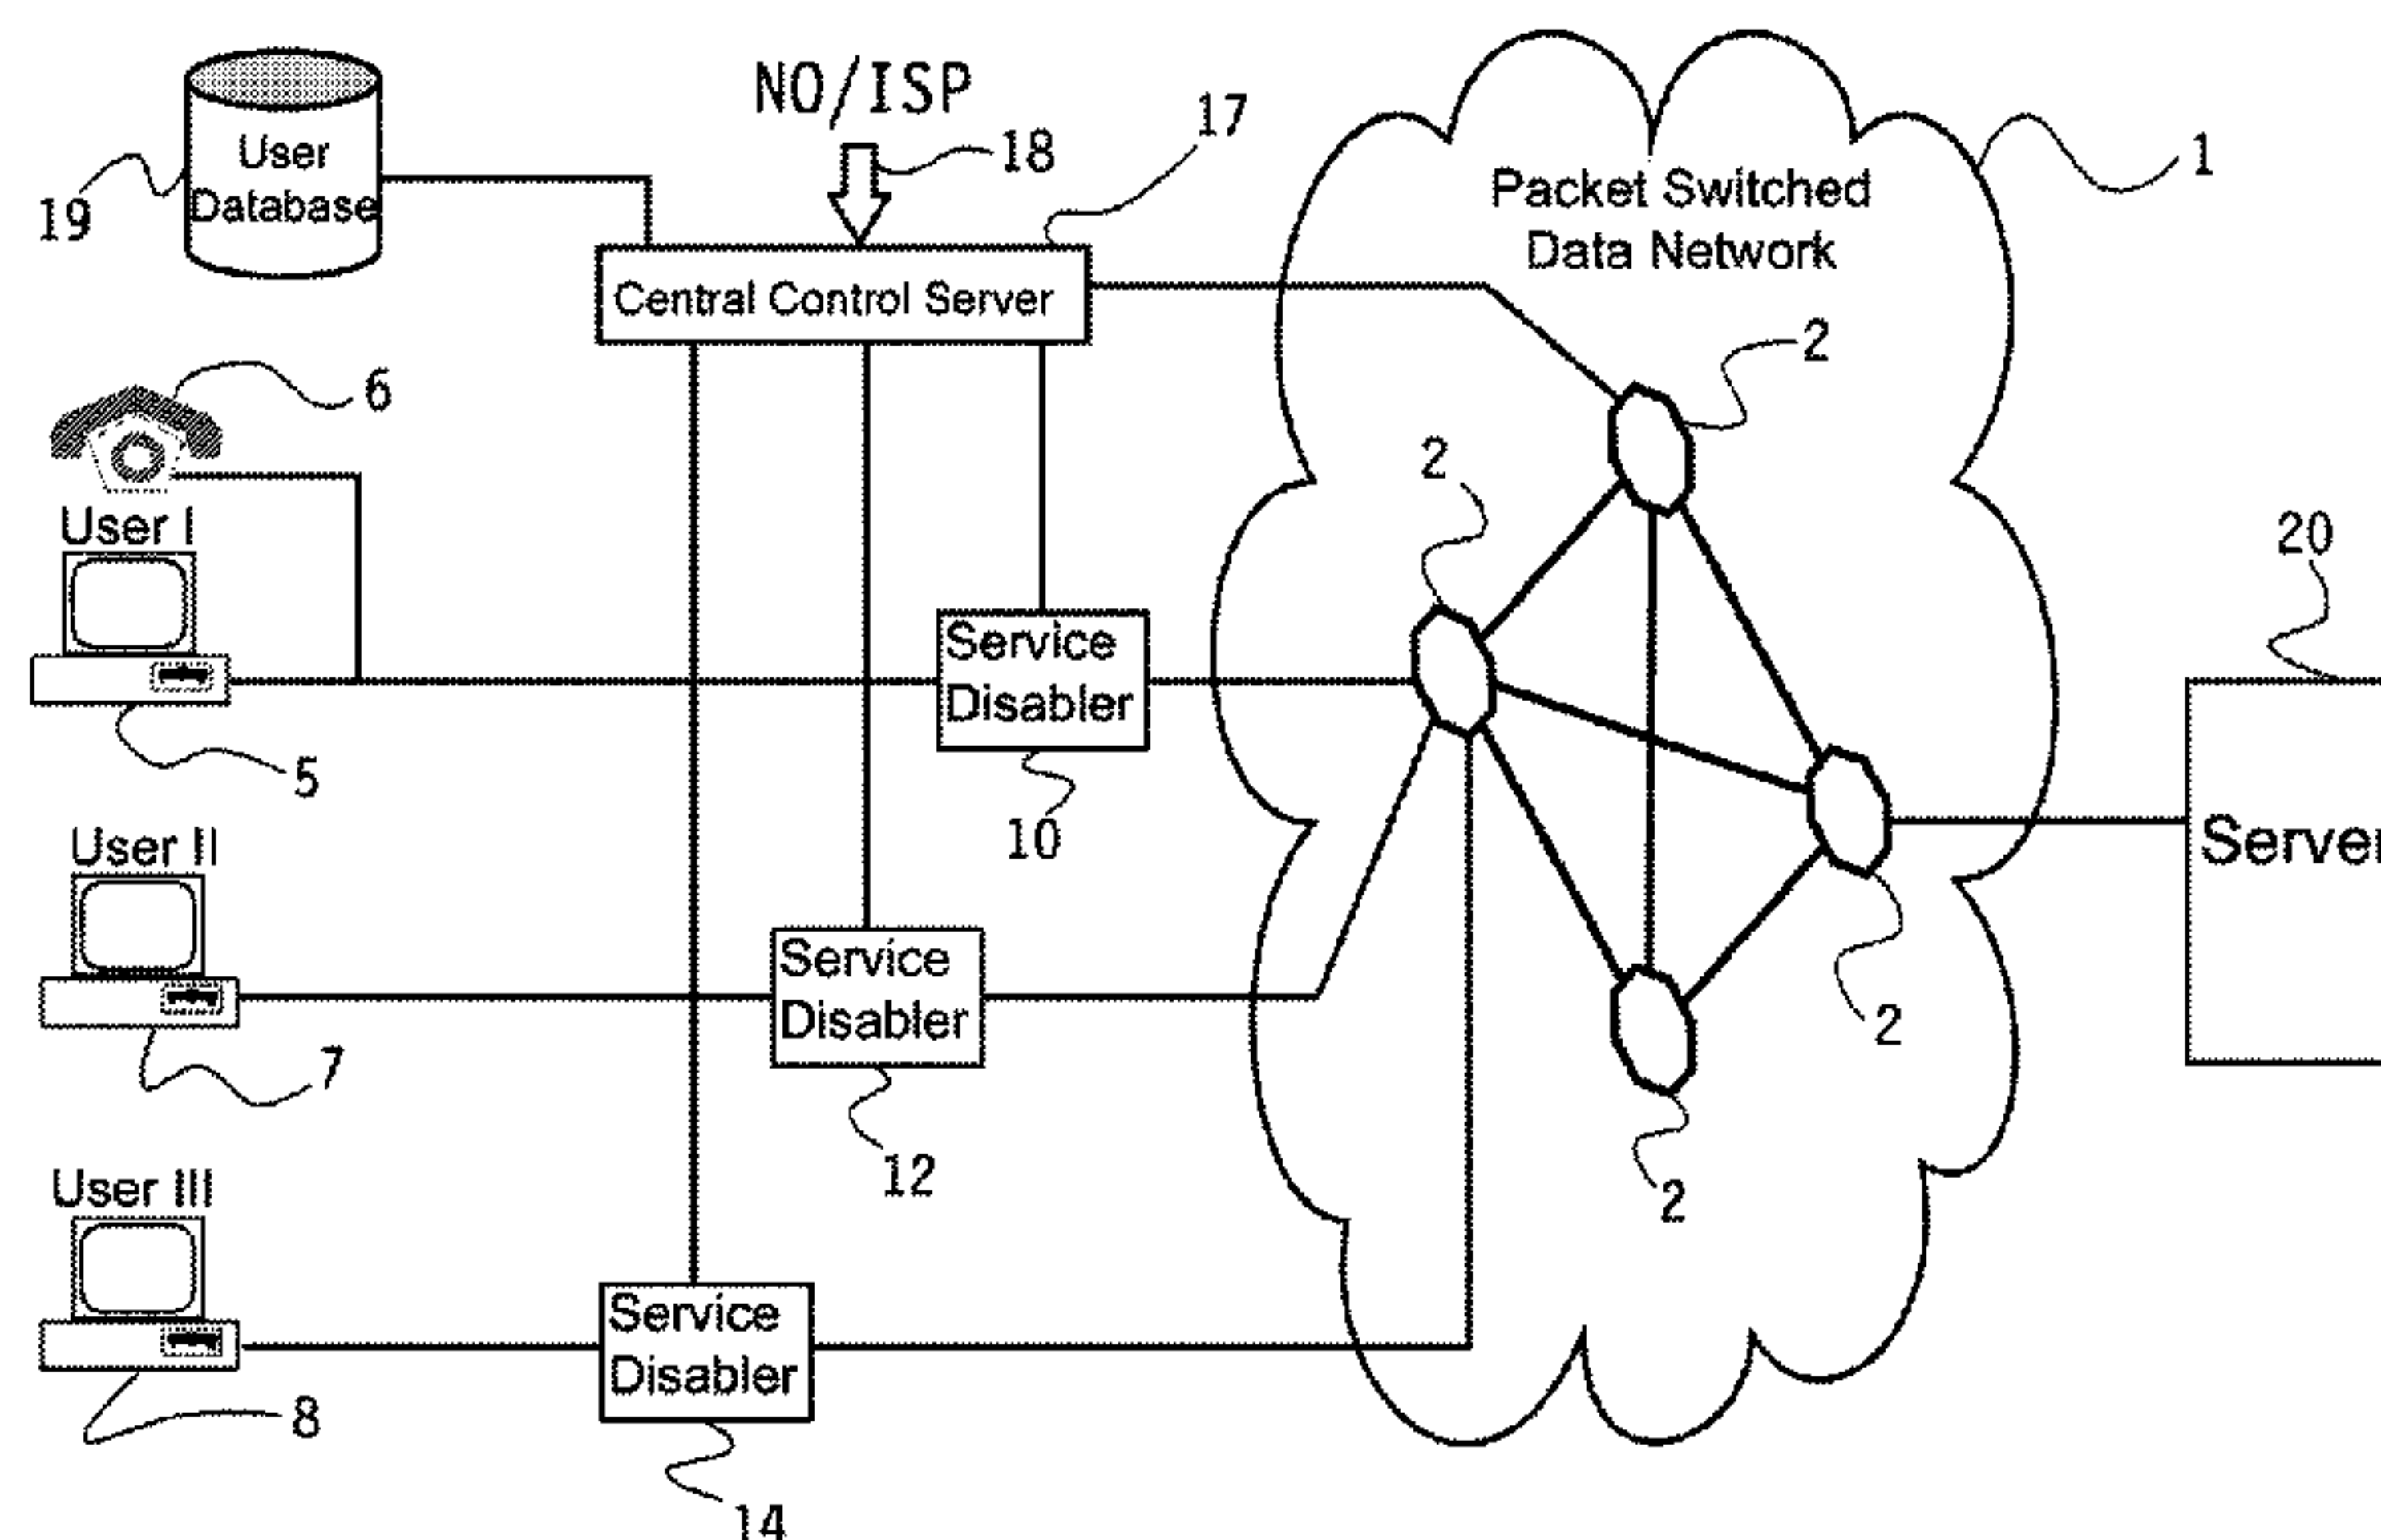 NO/ISP
17
18
User
Database
19
Central Control Server
Packet Switched
Data Network
1
2
6
2
User I
20
Service
Disabler
5
10
Server
User II
Service
Disabler
2
7
12
2
User III
Service
Disabler
8
14